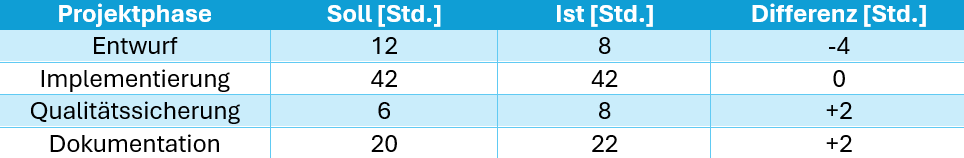 Projektphase Soll [Std.] Ist [Std.] Differenz [Std.]
Entwurf 12 8 -4
Implementierung 42 42 0
Qualitätssicherung 6 8 +2
Dokumentation 20 22 +2